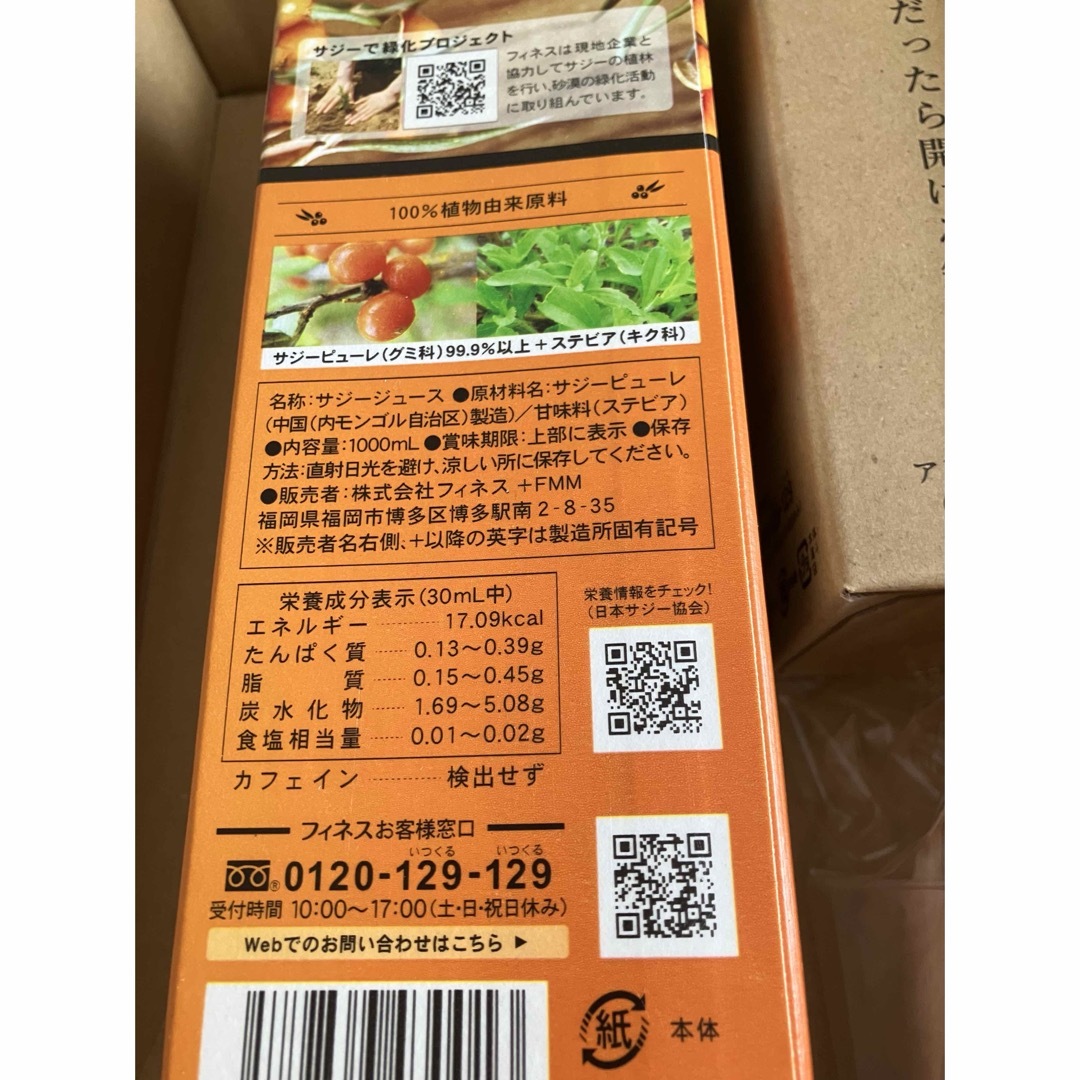 サジーで緑化プロジェクト
フィネスは現地企業と
協力してサジーの植林
を行い、砂漠の緑化活動
に取り組んでいます。
100%植物由来原料
サジーピューレ(グミ科)99.9%以上+ステビア(キク科)
名称:サジージュース ●原材料名:サジーピューレ
(中国(内モンゴル自治区)製造)/甘味料(ステビア)
●内容量:1000mL ●賞味期限:上部に表示 ●保存
方法:直射日光を避け、涼しい所に保存してください。
●販売者:株式会社フィネス +FMM
福岡県福岡市博多区博多駅南2-8-35
※販売者名右側、+以降の英字は製造所固有記号
栄養成分表示(30mL中)
エネルギー 17.09kcal
たんぱく質 0.13〜0.39g
脂質 0.15〜0.45g
炭水化物 1.69〜5.08g
食塩相当量 0.01〜0.02g
カフェイン 検出せず
栄養情報をチェック!
(日本サジー協会)
フィネスお客様窓口
いつくる いつくる
0120-129-129
受付時間 10:00〜17:00(土・日・祝日休み)
Webでのお問い合わせはこちら ▶
紙 本体
だったら開け
ア